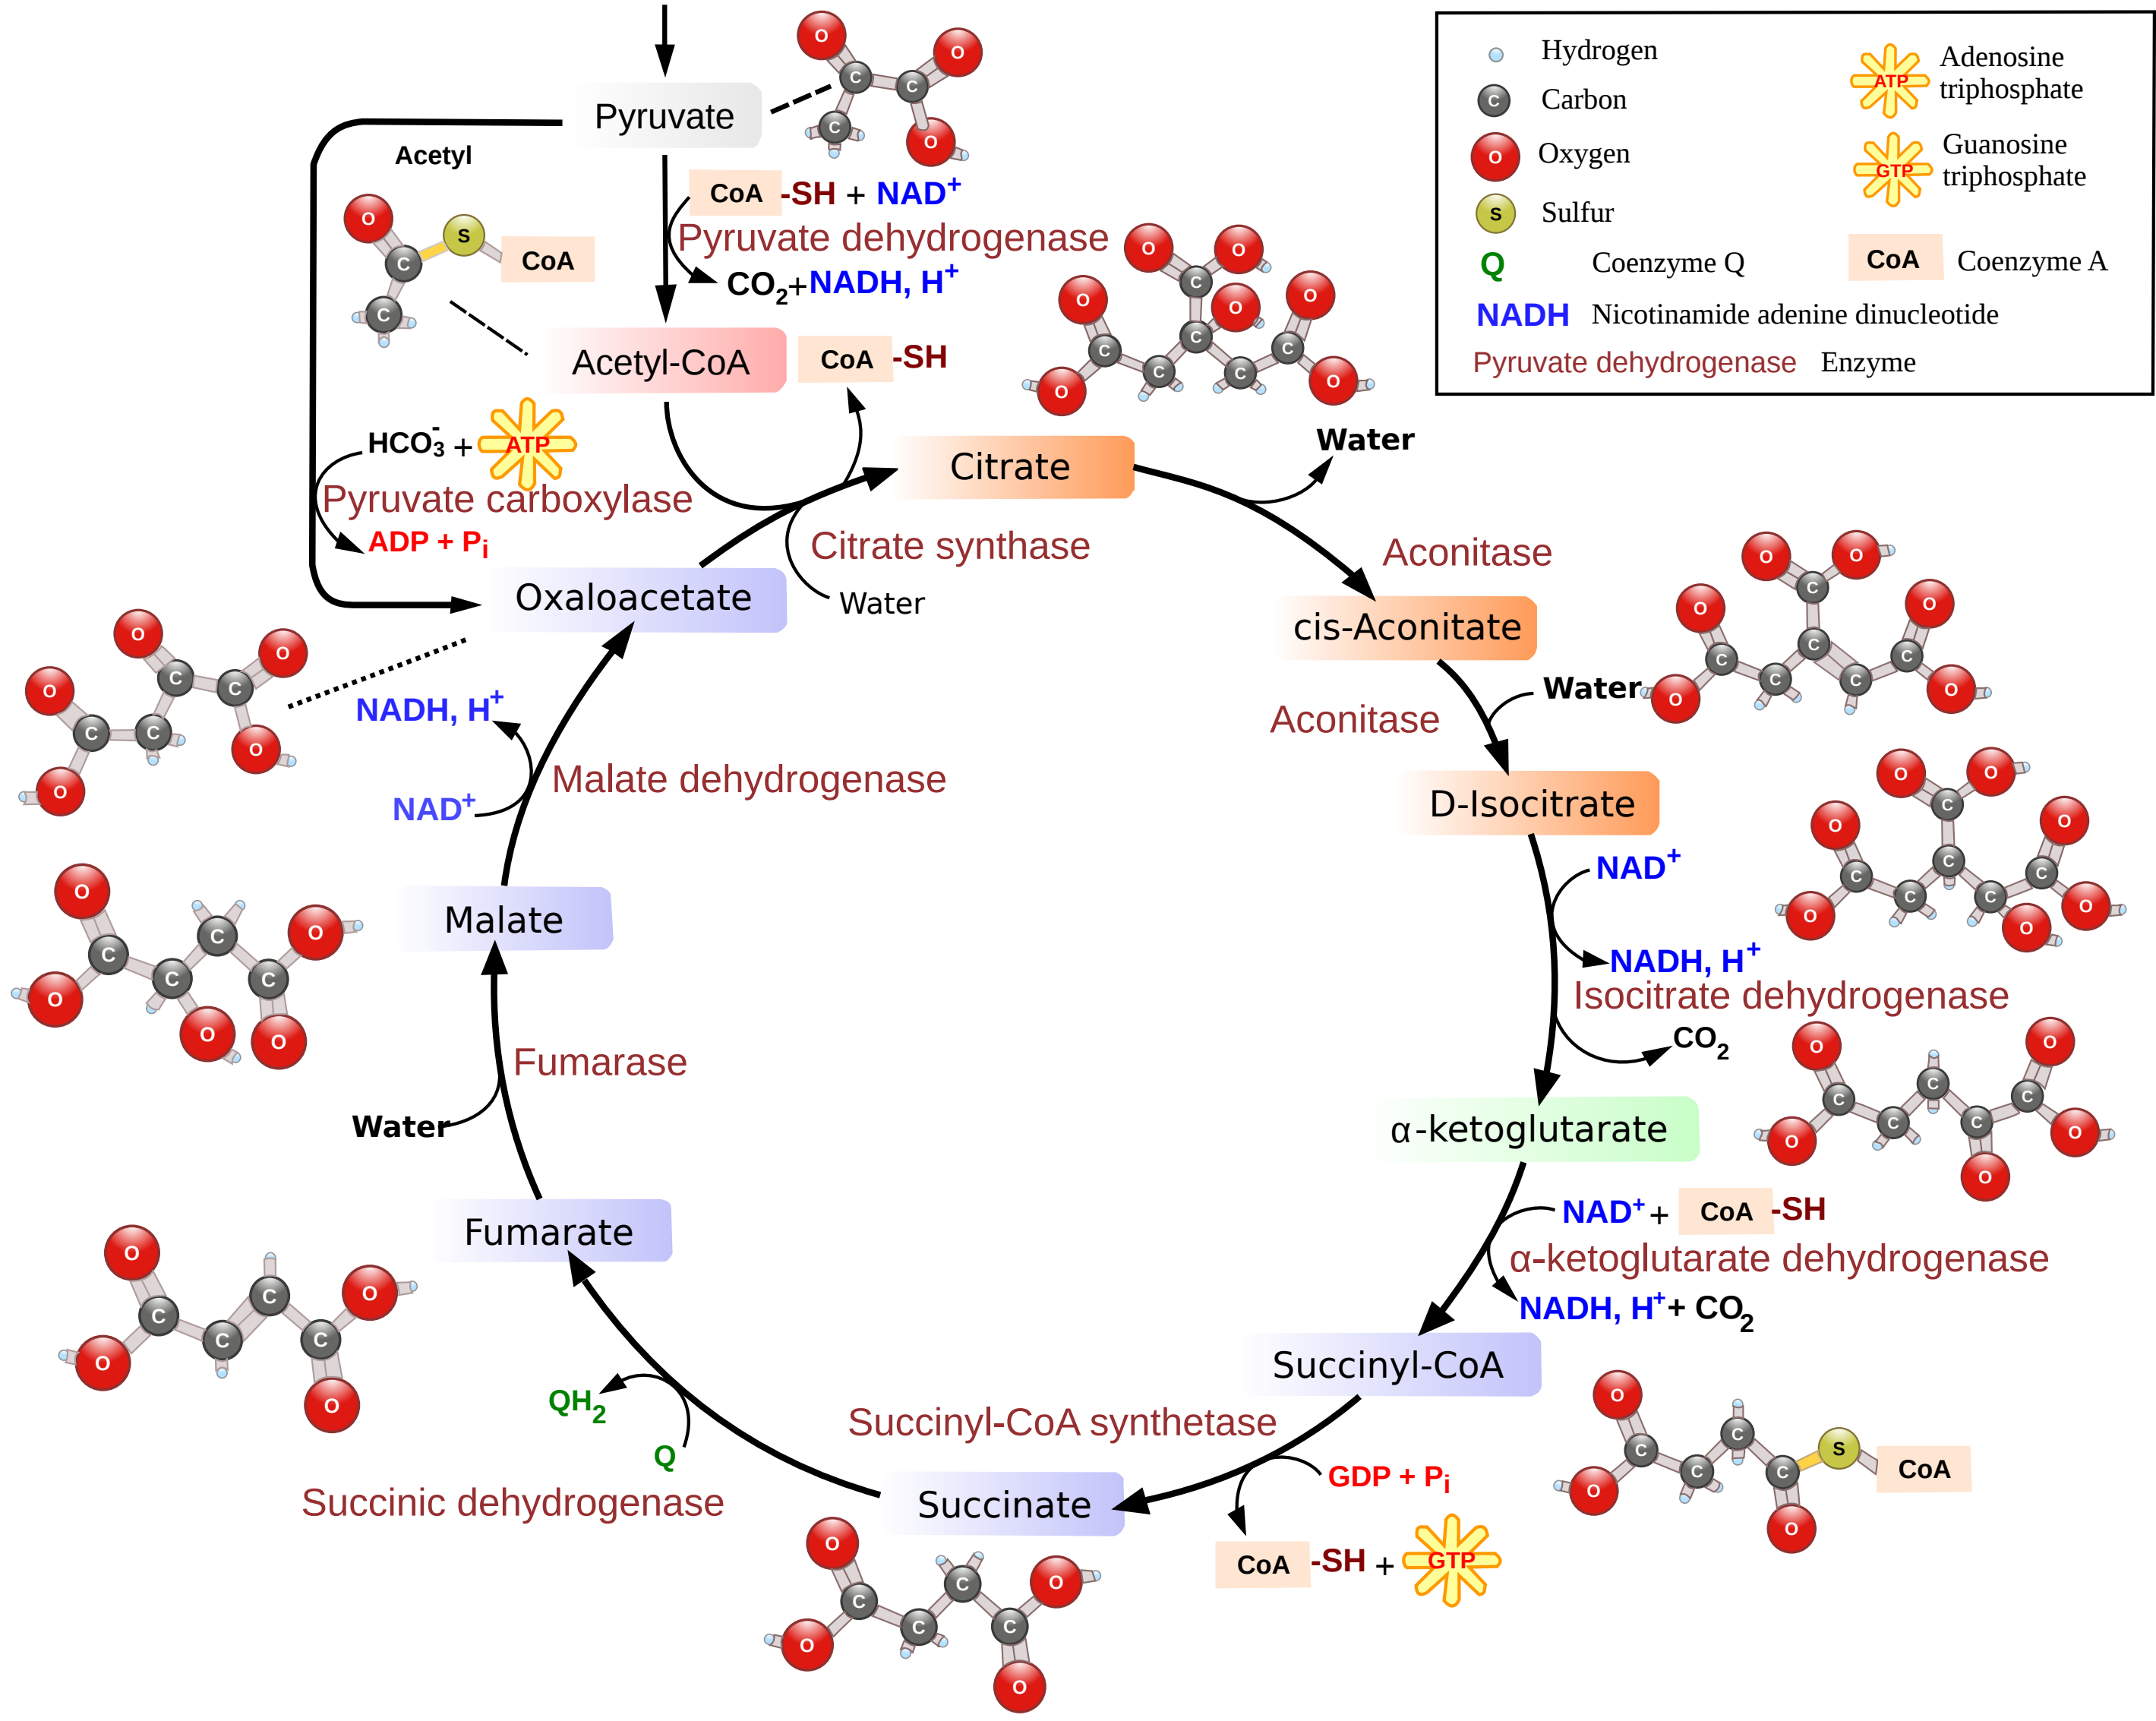 Pyruvate
Acetyl
CoA -SH + NAD+
Pyruvate dehydrogenase
CO2+NADH, H+
O
S
C
CoA
C
O
O
C
C
C
O
Acetyl-CoA
CoA -SH
HCO3- + ATP
Pyruvate carboxylase
ADP + Pi
Citrate
Citrate synthase
Water
Oxaloacetate
O
O
C
O
O
O
C
O
C
C
C
C
O
O
Water
Aconitase
cis-Aconitate
O
O
C
O
O
C
C
C
C
C
O
O
Water
Aconitase
D-Isocitrate
O
O
C
O
O
C
C
C
C
C
O
O
O
NAD+
NADH, H+
Isocitrate dehydrogenase
CO2
α-ketoglutarate
O
O
C
C
C
C
C
O
O
O
NAD+ + CoA -SH
α-ketoglutarate dehydrogenase
NADH, H+ + CO2
Succinyl-CoA
O
C
C
S
CoA
C
C
O
O
Succinyl-CoA synthetase
GDP + Pi
CoA -SH + GTP
Succinate
O
C
O
C
C
C
O
O
QH2
Q
Succinic dehydrogenase
Fumarate
O
C
O
C
C
C
O
O
Water
Fumarase
Malate
O
C
O
C
C
C
O
O
O
NAD+
NADH, H+
Malate dehydrogenase
O
O
O
C
C
C
C
O
O
Hydrogen
C Carbon
O Oxygen
S Sulfur
Q Coenzyme Q
NADH Nicotinamide adenine dinucleotide
Pyruvate dehydrogenase Enzyme
ATP Adenosine
triphosphate
GTP Guanosine
triphosphate
CoA Coenzyme A